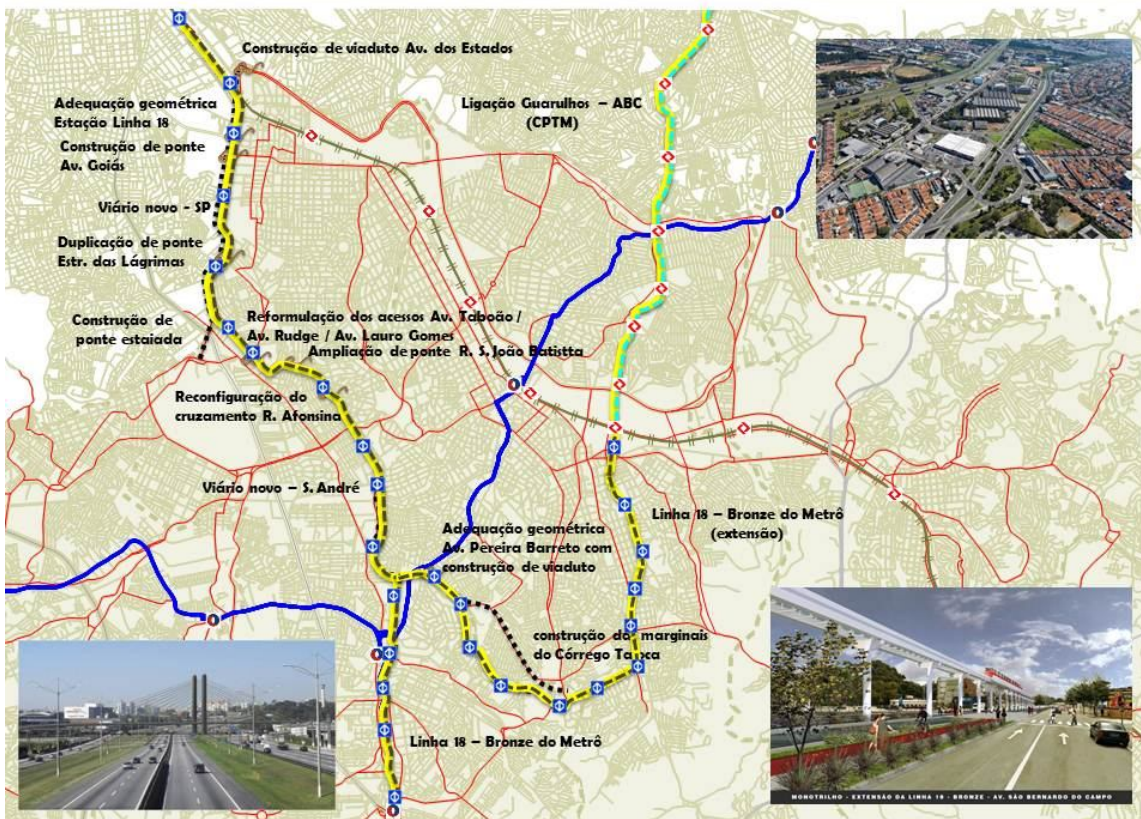 Construção de viaduto Av. dos Estados
Adequação geométrica
Estação Linha 18
Ligação Guarulhos – ABC
(CPTM)
Construção de ponte
Av. Goiás
Viário novo - SP
Duplicação de ponte
Estr. das Lágrimas
Construção de
ponte estaiada
Reformulação dos acessos Av. Taboão /
Av. Rudge / Av. Lauro Gomes
Ampliação de ponte R. S. João Batistta
Reconfiguração do
cruzamento R. Afonsina
Viário novo – S. André
Adequação geométrica
Av. Pereira Barreto com
construção de viaduto
Linha 18 – Bronze do Metrô
(extensão)
construção das marginais
do Córrego Taioca
Linha 18 – Bronze do Metrô
MONOTRILHO - EXTENSÃO DA LINHA 18 - BRONZE - AV. SÃO BERNARDO DO CAMPO